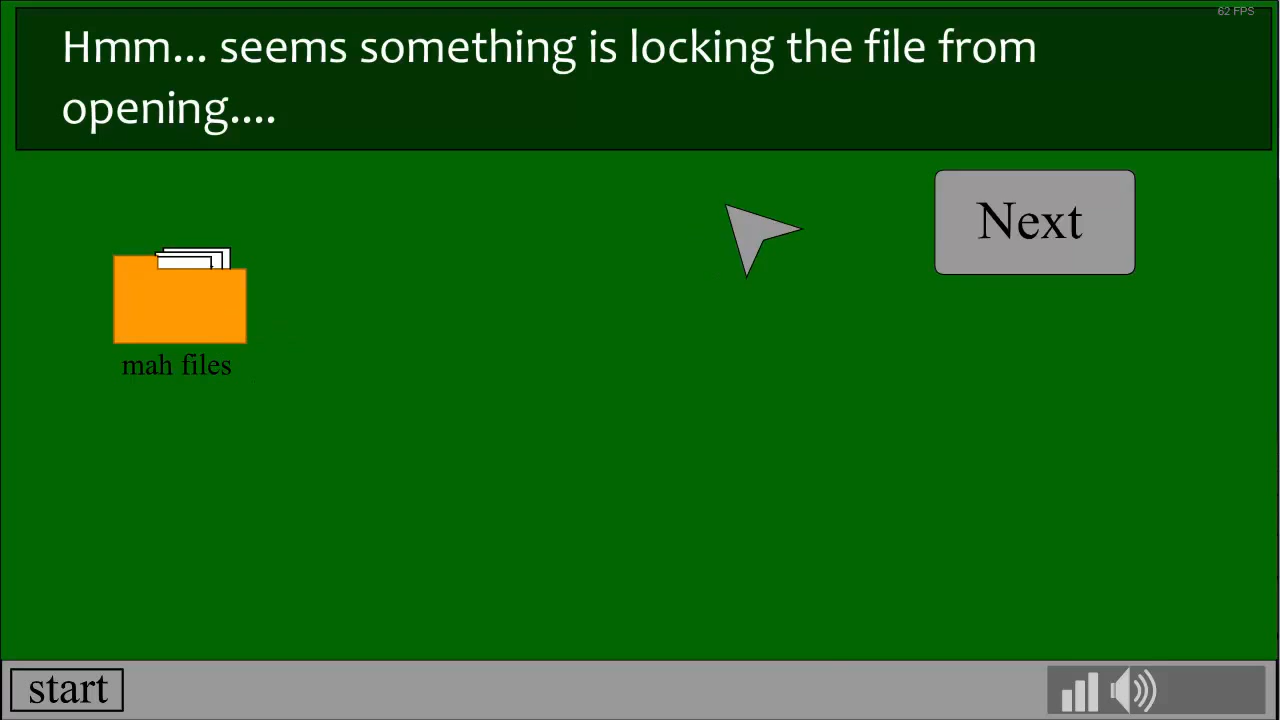 62 FPS
Hmm... seems something is locking the file from
opening....
Next
mah files
start